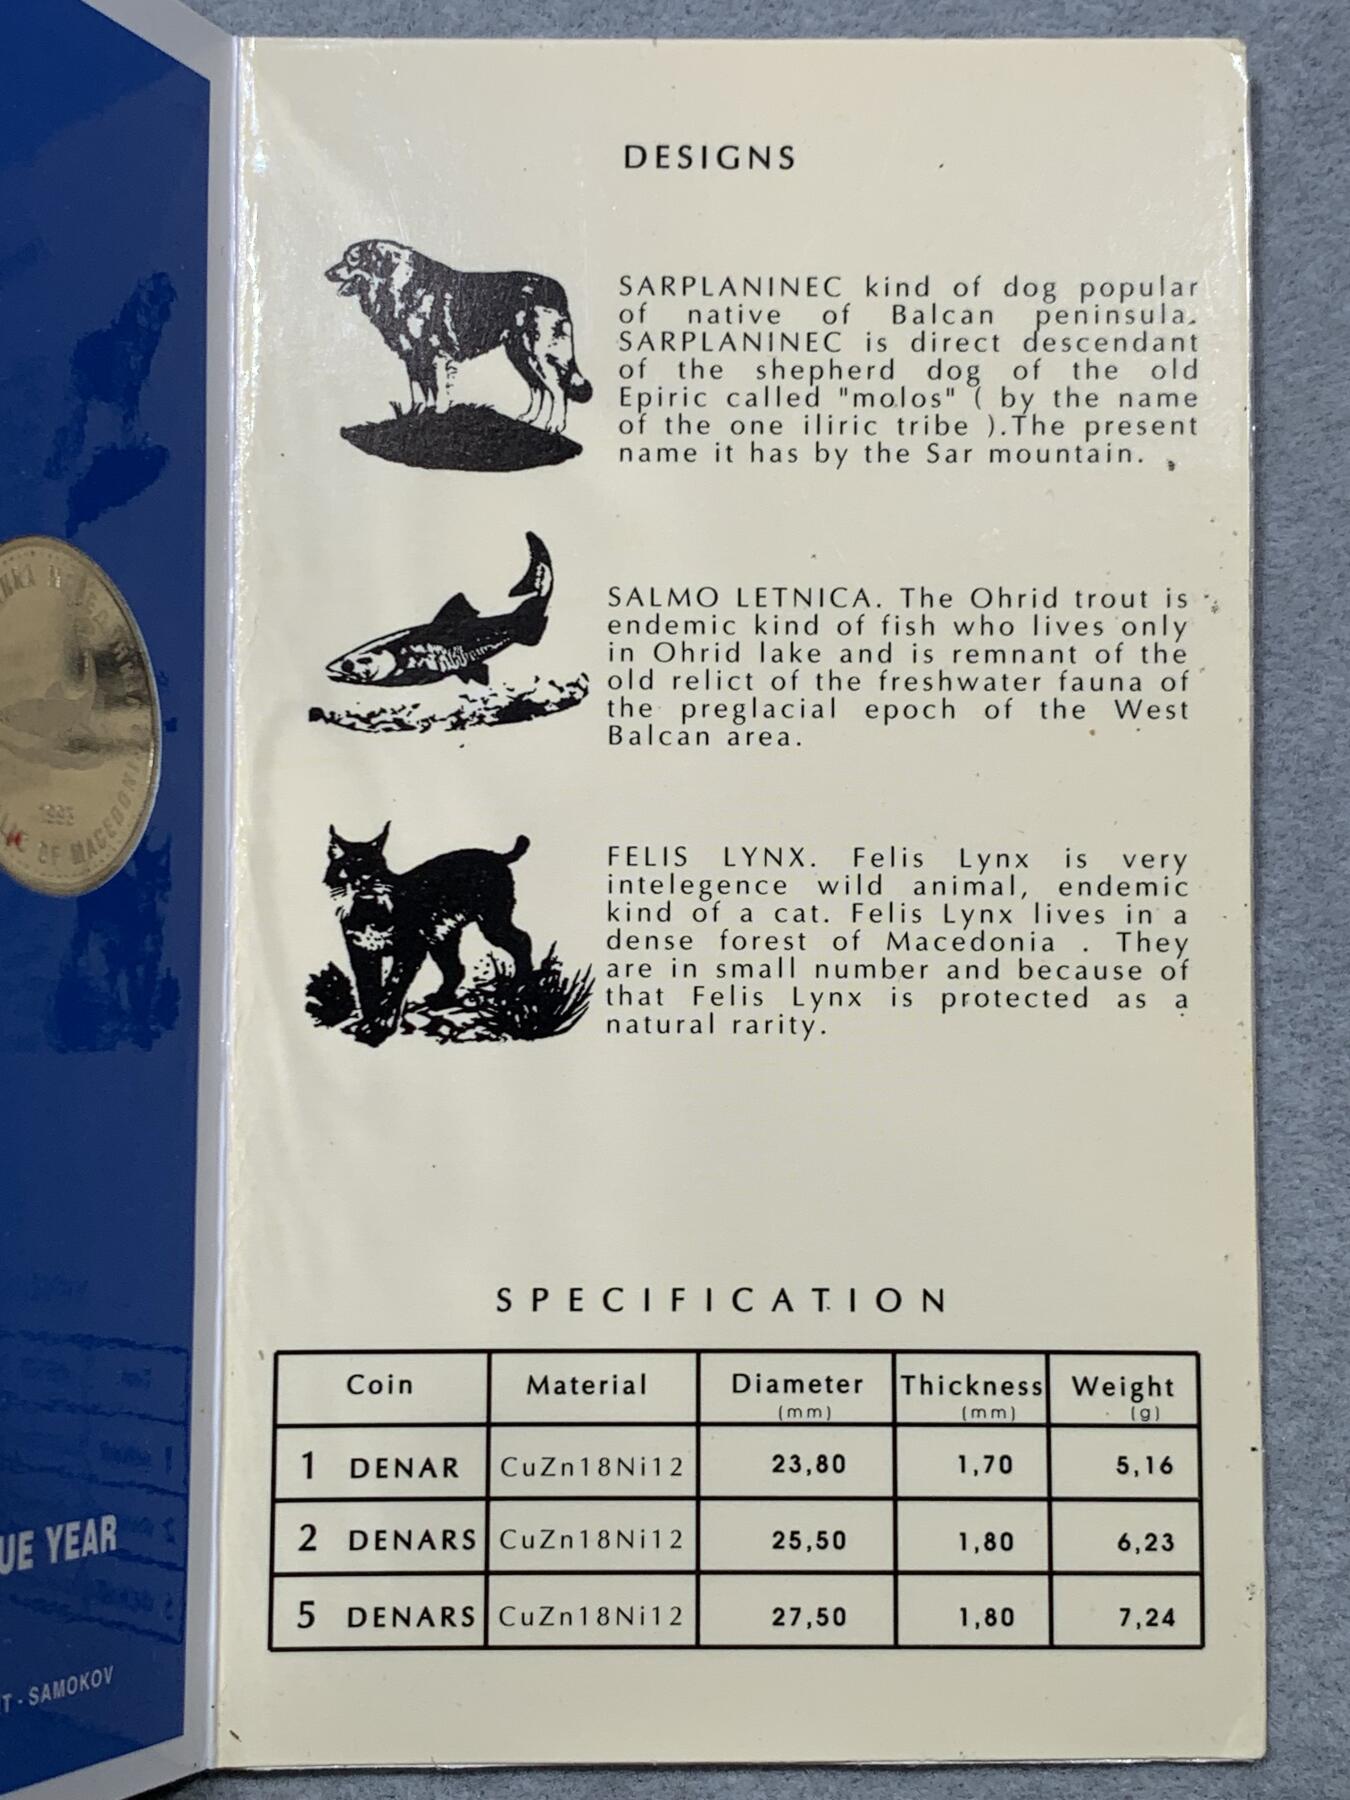 DESIGNS
SARPLANINEC kind of dog popular
of native of Balcan peninsula.
SARPLANINEC is direct descendant
of the shepherd dog of the old
Epiric called "molos" ( by the name
of the one iliric tribe ).The present
name it has by the Sar mountain.
SALMO LETNICA. The Ohrid trout is
endemic kind of fish who lives only
in Ohrid lake and is remnant of the
old relict of the freshwater fauna of
the preglacial epoch of the West
Balcan area.
FELIS LYNX. Felis Lynx is very
intelegence wild animal, endemic
kind of a cat. Felis Lynx lives in a
dense forest of Macedonia . They
are in small number and because of
that Felis Lynx is protected as a
natural rarity.
SPECIFICATION
Coin Material Diameter (mm) Thickness (mm) Weight (g)
1 DENAR CuZn18Ni12 23,80 1,70 5,16
2 DENARS CuZn18Ni12 25,50 1,80 6,23
5 DENARS CuZn18Ni12 27,50 1,80 7,24
1993
OF MACEDONI
UE YEAR
T - SAMOKOV